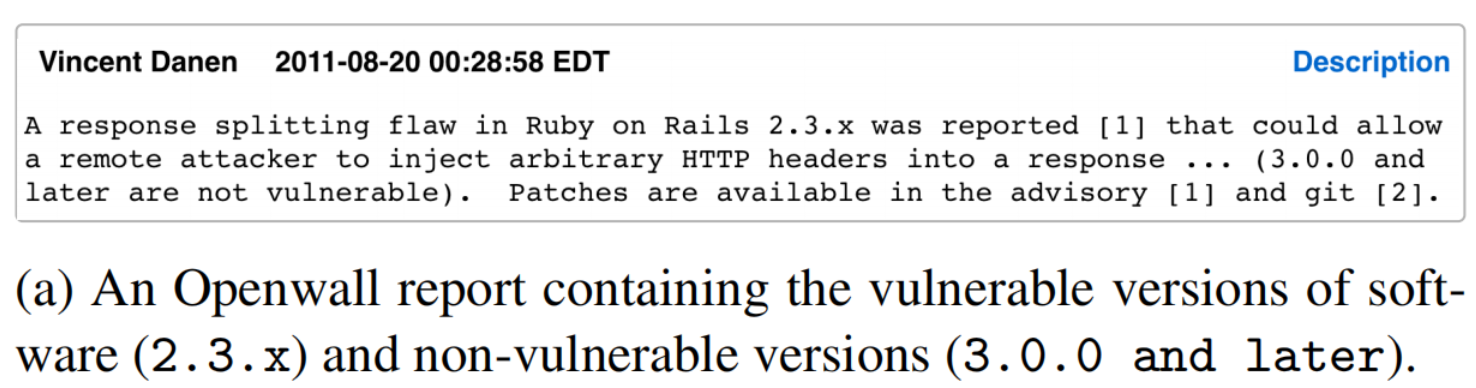 Vincent Danen 2011-08-20 00:28:58 EDT Description
A response splitting flaw in Ruby on Rails 2.3.x was reported [1] that could allow
a remote attacker to inject arbitrary HTTP headers into a response ... (3.0.0 and
later are not vulnerable). Patches are available in the advisory [1] and git [2].
(a) An Openwall report containing the vulnerable versions of soft-
ware (2.3.x) and non-vulnerable versions (3.0.0 and later).